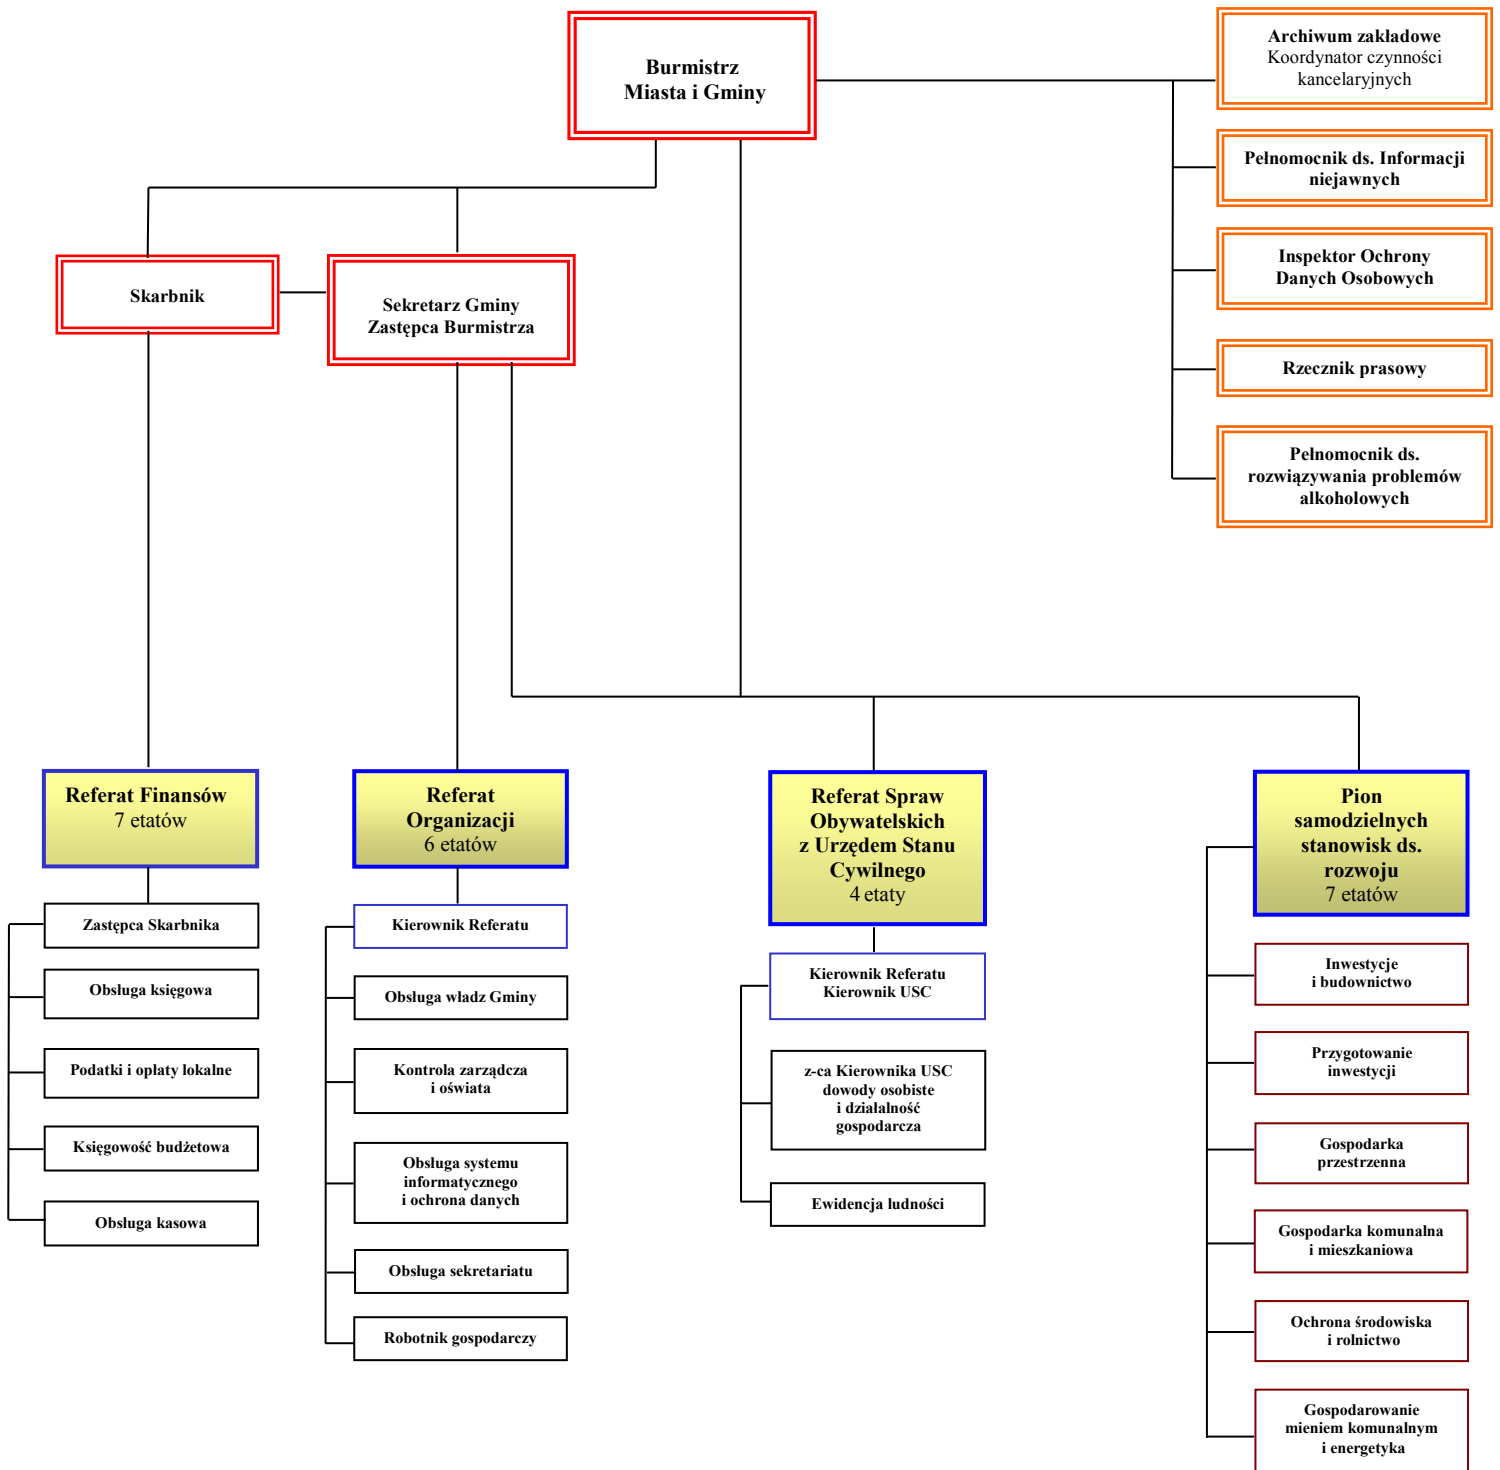 Burmistrz
Miasta i Gminy
Archiwum zakładowe
Koordynator czynności
kancelaryjnych
Pełnomocnik ds. Informacji
niejawnych
Inspektor Ochrony
Danych Osobowych
Rzecznik prasowy
Pełnomocnik ds.
rozwiązywania problemów
alkoholowych
Skarbnik
Sekretarz Gminy
Zastępca Burmistrza
Referat Finansów
7 etatów
Zastępca Skarbnika
Obsługa księgowa
Podatki i opłaty lokalne
Księgowość budżetowa
Obsługa kasowa
Referat
Organizacji
6 etatów
Kierownik Referatu
Obsługa władz Gminy
Kontrola zarządcza
i oświata
Obsługa systemu
informatycznego
i ochrona danych
Obsługa sekretariatu
Robotnik gospodarczy
Referat Spraw
Obywatelskich
z Urzędem Stanu
Cywilnego
4 etaty
Kierownik Referatu
Kierownik USC
z-ca Kierownika USC
dowody osobiste
i działalność
gospodarcza
Ewidencja ludności
Pion
samodzielnych
stanowisk ds.
rozwoju
7 etatów
Inwestycje
i budownictwo
Przygotowanie
inwestycji
Gospodarka
przestrzenna
Gospodarka komunalna
i mieszkaniowa
Ochrona środowiska
i rolnictwo
Gospodarowanie
mieniem komunalnym
i energetyka